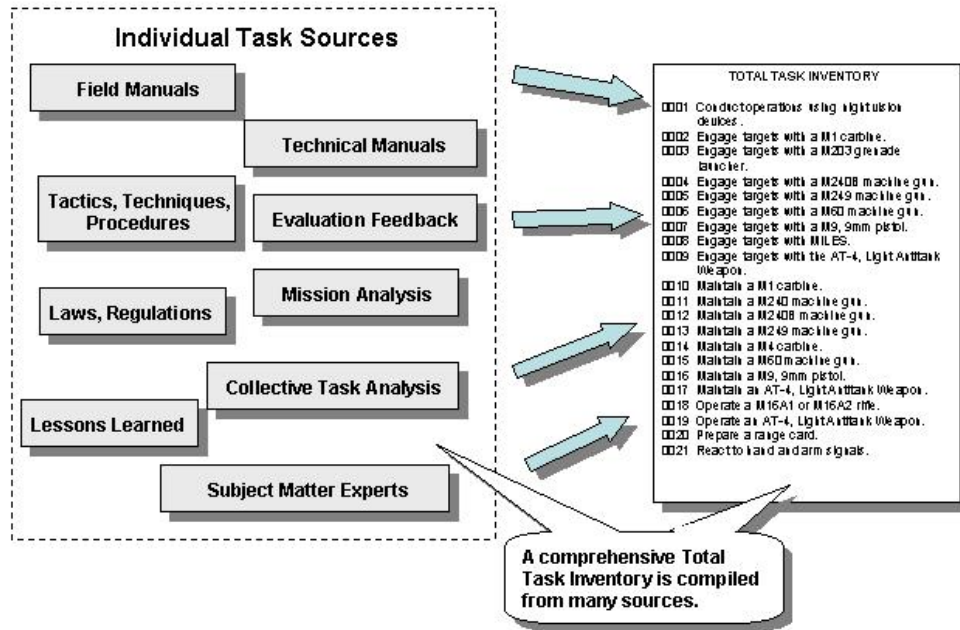 Individual Task Sources
Field Manuals
Technical Manuals
Tactics, Techniques,
Procedures
Evaluation Feedback
Mission Analysis
Laws, Regulations
Collective Task Analysis
Lessons Learned
Subject Matter Experts
TOTAL TASK INVENTORY
0001 Conduct operations using night vision
devices.
0002 Engage targets with a M1 carbine.
0003 Engage targets with a M203 grenade
launcher.
0004 Engage targets with a M240B machine gun.
0005 Engage targets with a M249 machine gun.
0006 Engage targets with a M60 machine gun.
0007 Engage targets with a M9, 9mm pistol.
0008 Engage targets with MILES.
0009 Engage targets with the AT-4, Light Antitank
Weapon.
0010 Maintain a M1 carbine.
0011 Maintain a M240 machine gun.
0012 Maintain a M240B machine gun.
0013 Maintain a M249 machine gun.
0014 Maintain a M4 carbine.
0015 Maintain a M60 machine gun.
0016 Maintain a M9, 9mm pistol.
0017 Maintain an AT-4, Light Antitank Weapon.
0018 Operate a M16A1 or M16A2 rifle.
0019 Operate an AT-4, Light Antitank Weapon.
0020 Prepare a range card.
0021 React to hand and arm signals.
A comprehensive Total
Task Inventory is compiled
from many sources.